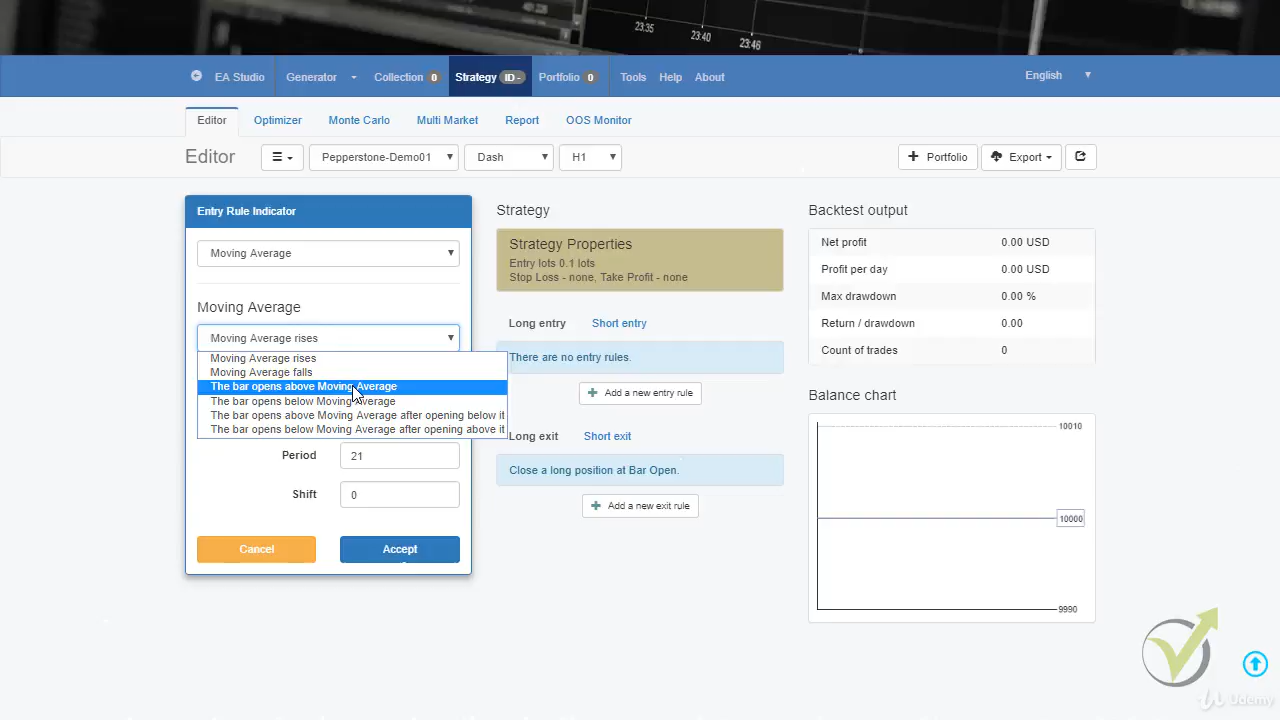 23:35
23:40
23:46
EA Studio
Generator
Collection 0
Strategy ID -
Portfolio 0
Tools
Help
About
English
Editor
Optimizer
Monte Carlo
Multi Market
Report
OOS Monitor
Editor
Pepperstone-Demo01
Dash
H1
Portfolio
Export
Entry Rule Indicator
Moving Average
Moving Average
Moving Average rises
Moving Average rises
Moving Average falls
The bar opens above Moving Average
The bar opens below Moving Average
The bar opens above Moving Average after opening below it
The bar opens below Moving Average after opening above it
Period
21
Shift
0
Cancel
Accept
Strategy
Strategy Properties
Entry lots 0.1 lots
Stop Loss - none, Take Profit - none
Long entry
Short entry
There are no entry rules.
Add a new entry rule
Long exit
Short exit
Close a long position at Bar Open.
Add a new exit rule
Backtest output
Net profit 0.00 USD
Profit per day 0.00 USD
Max drawdown 0.00 %
Return / drawdown 0.00
Count of trades 0
Balance chart
10010
10000
9990
Udemy